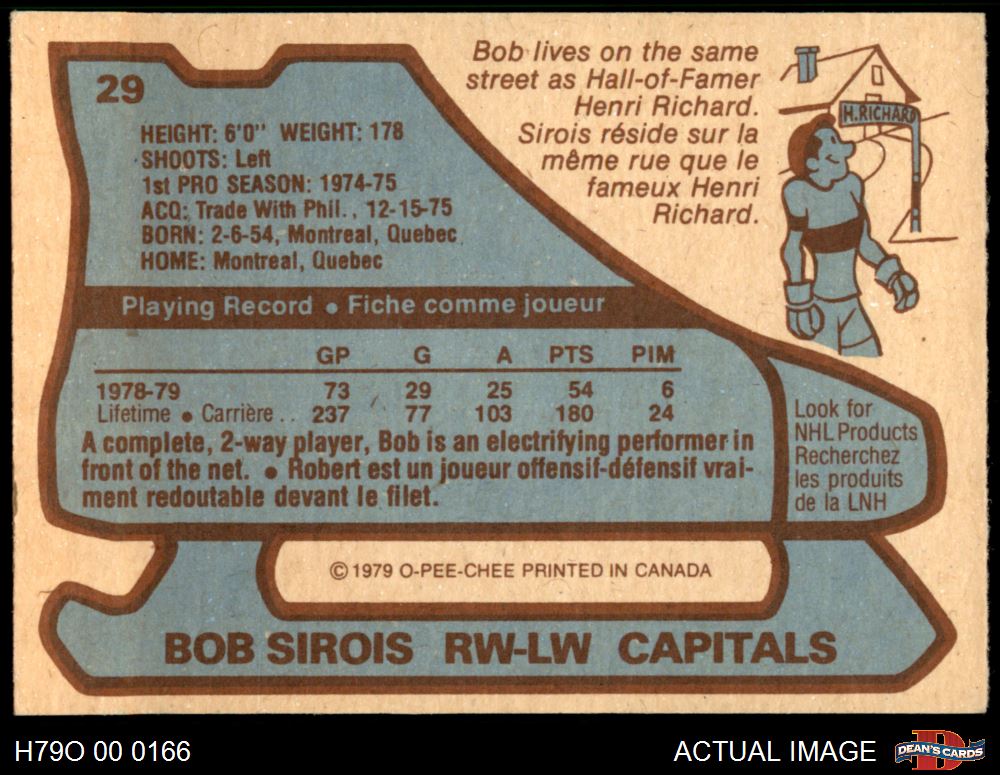 29
HEIGHT: 6'0" WEIGHT: 178
SHOOTS: Left
1st PRO SEASON: 1974-75
ACQ: Trade With Phil., 12-15-75
BORN: 2-6-54, Montreal, Quebec
HOME: Montreal, Quebec
Bob lives on the same
street as Hall-of-Famer
Henri Richard.
Sirois réside sur la
même rue que le
fameux Henri
Richard.
H.RICHARD
Playing Record • Fiche comme joueur
GP G A PTS PIM
1978-79 73 29 25 54 6
Lifetime • Carrière.. 237 77 103 180 24
A complete, 2-way player, Bob is an electrifying performer in
front of the net. • Robert est un joueur offensif-défensif vrai-
ment redoutable devant le filet.
Look for
NHL Products
Recherchez
les produits
de la LNH
© 1979 O-PEE-CHEE PRINTED IN CANADA
BOB SIROIS RW-LW CAPITALS
H79O 00 0166
ACTUAL IMAGE
D
DEAN'S CARDS